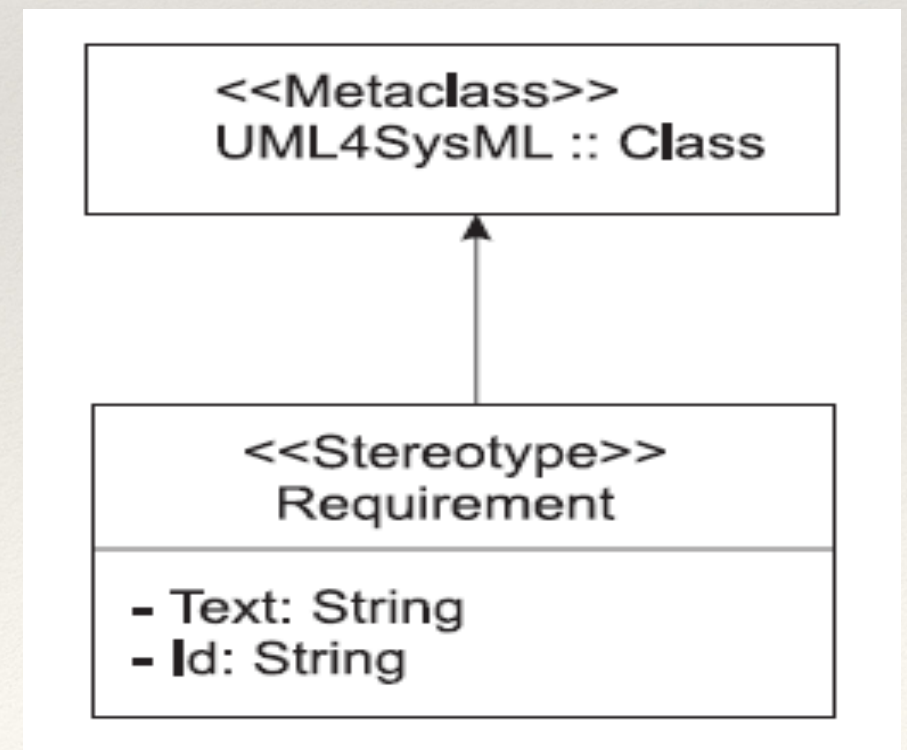 <<Metaclass>>
UML4SysML :: Class
<<Stereotype>>
Requirement
- Text: String
- Id: String